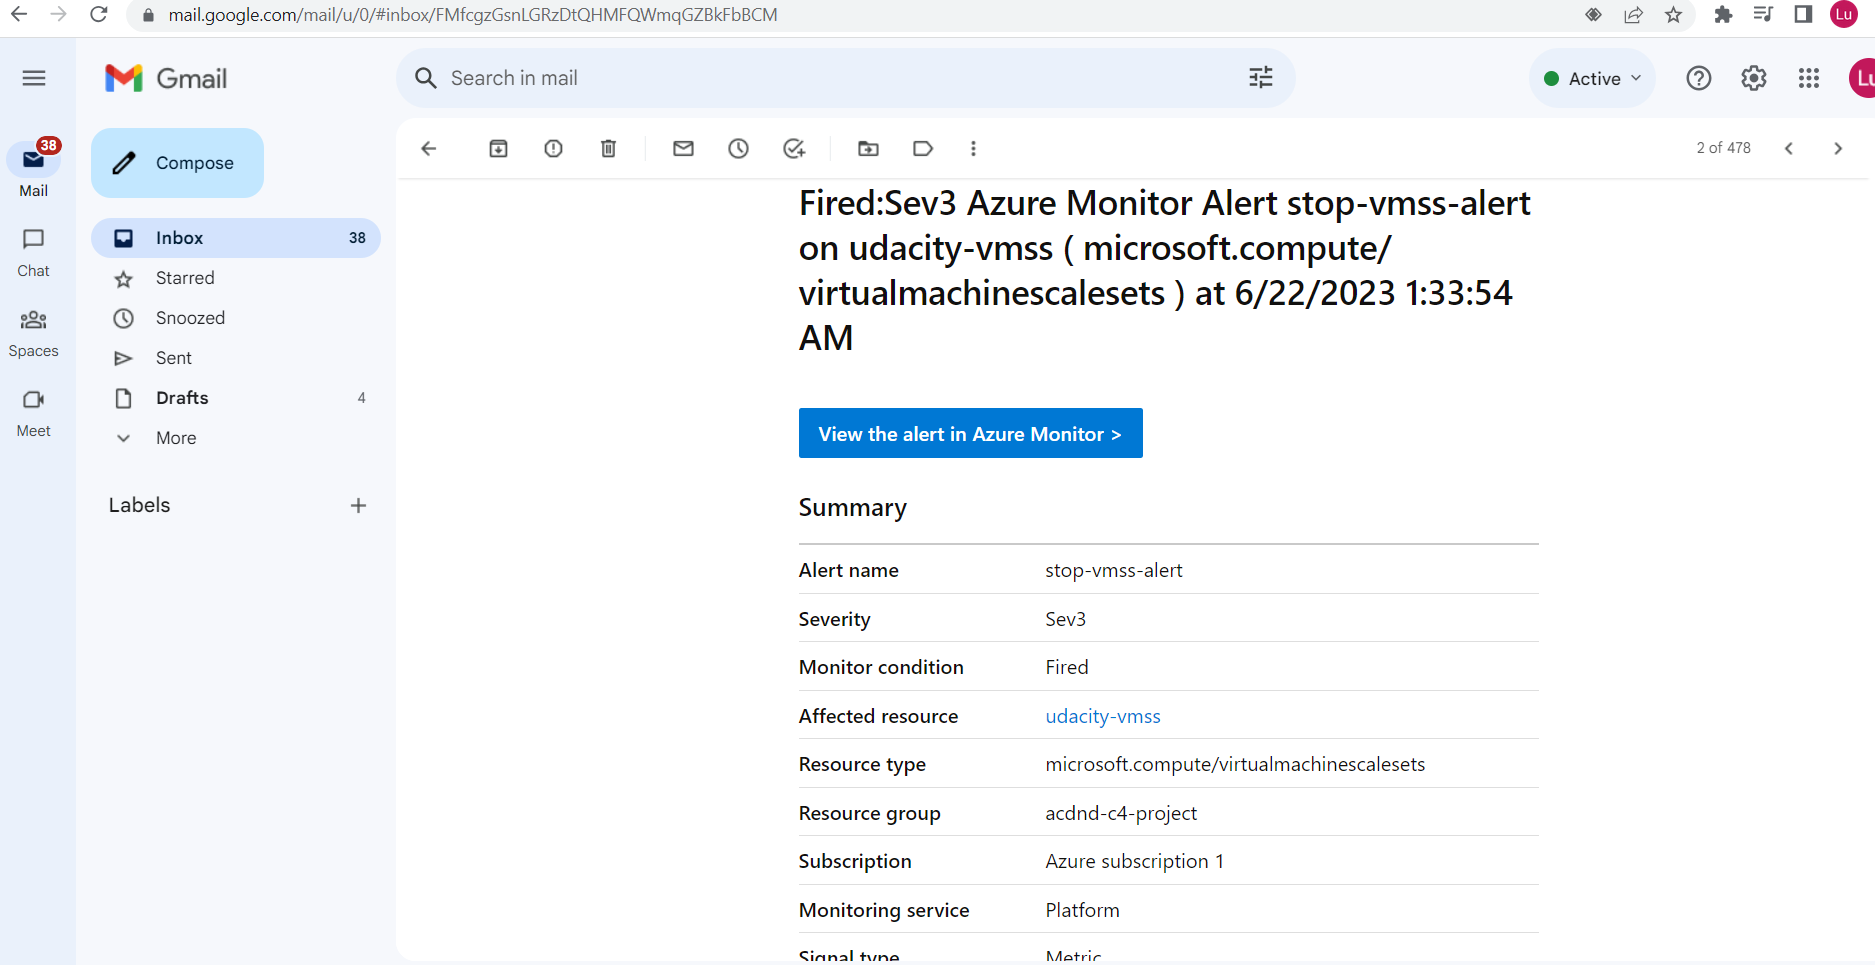 mail.google.com/mail/u/0/#inbox/FMfcgzGsnLGRzDtQHMFQWmqGZBkFbBCM
Lu
Gmail
Search in mail
Active
Lu
38
Mail
Compose
2 of 478
Chat
Spaces
Meet
Inbox 38
Starred
Snoozed
Sent
Drafts 4
More
Labels
Fired:Sev3 Azure Monitor Alert stop-vmss-alert
on udacity-vmss ( microsoft.compute/
virtualmachinescalesets ) at 6/22/2023 1:33:54
AM
View the alert in Azure Monitor >
Summary
Alert name stop-vmss-alert
Severity Sev3
Monitor condition Fired
Affected resource udacity-vmss
Resource type microsoft.compute/virtualmachinescalesets
Resource group acdnd-c4-project
Subscription Azure subscription 1
Monitoring service Platform
Signal type Metric